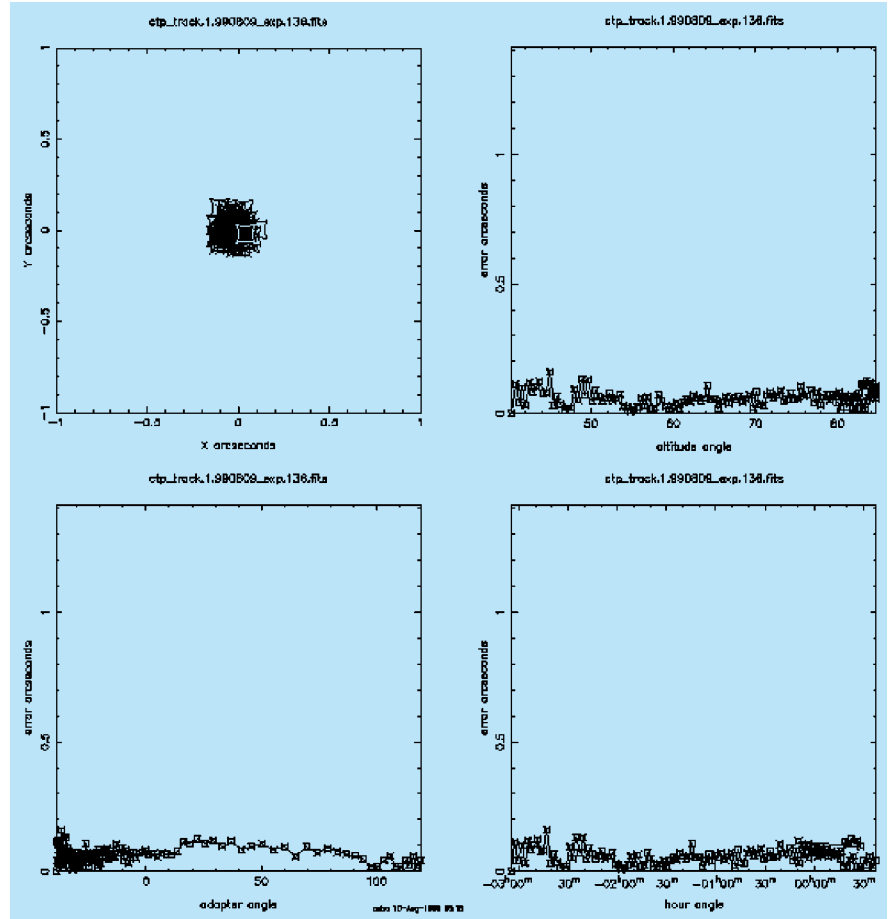 ctp_track.1.990809_exp.136.fits
1
0.5
0
-0.5
-1
Y arcseconds
-1 -0.5 0 0.5 1
X arcseconds
ctp_track.1.990809_exp.136.fits
1
0.5
0
error arcseconds
50 60 70 80
altitude angle
ctp_track.1.990809_exp.136.fits
1
0.5
0
error arcseconds
0 50 100
adapter angle
ctp_track.1.990809_exp.136.fits
1
0.5
0
error arcseconds
-03h00m 30m -02h00m 30m -01h00m 30m 00h00m 30m
hour angle